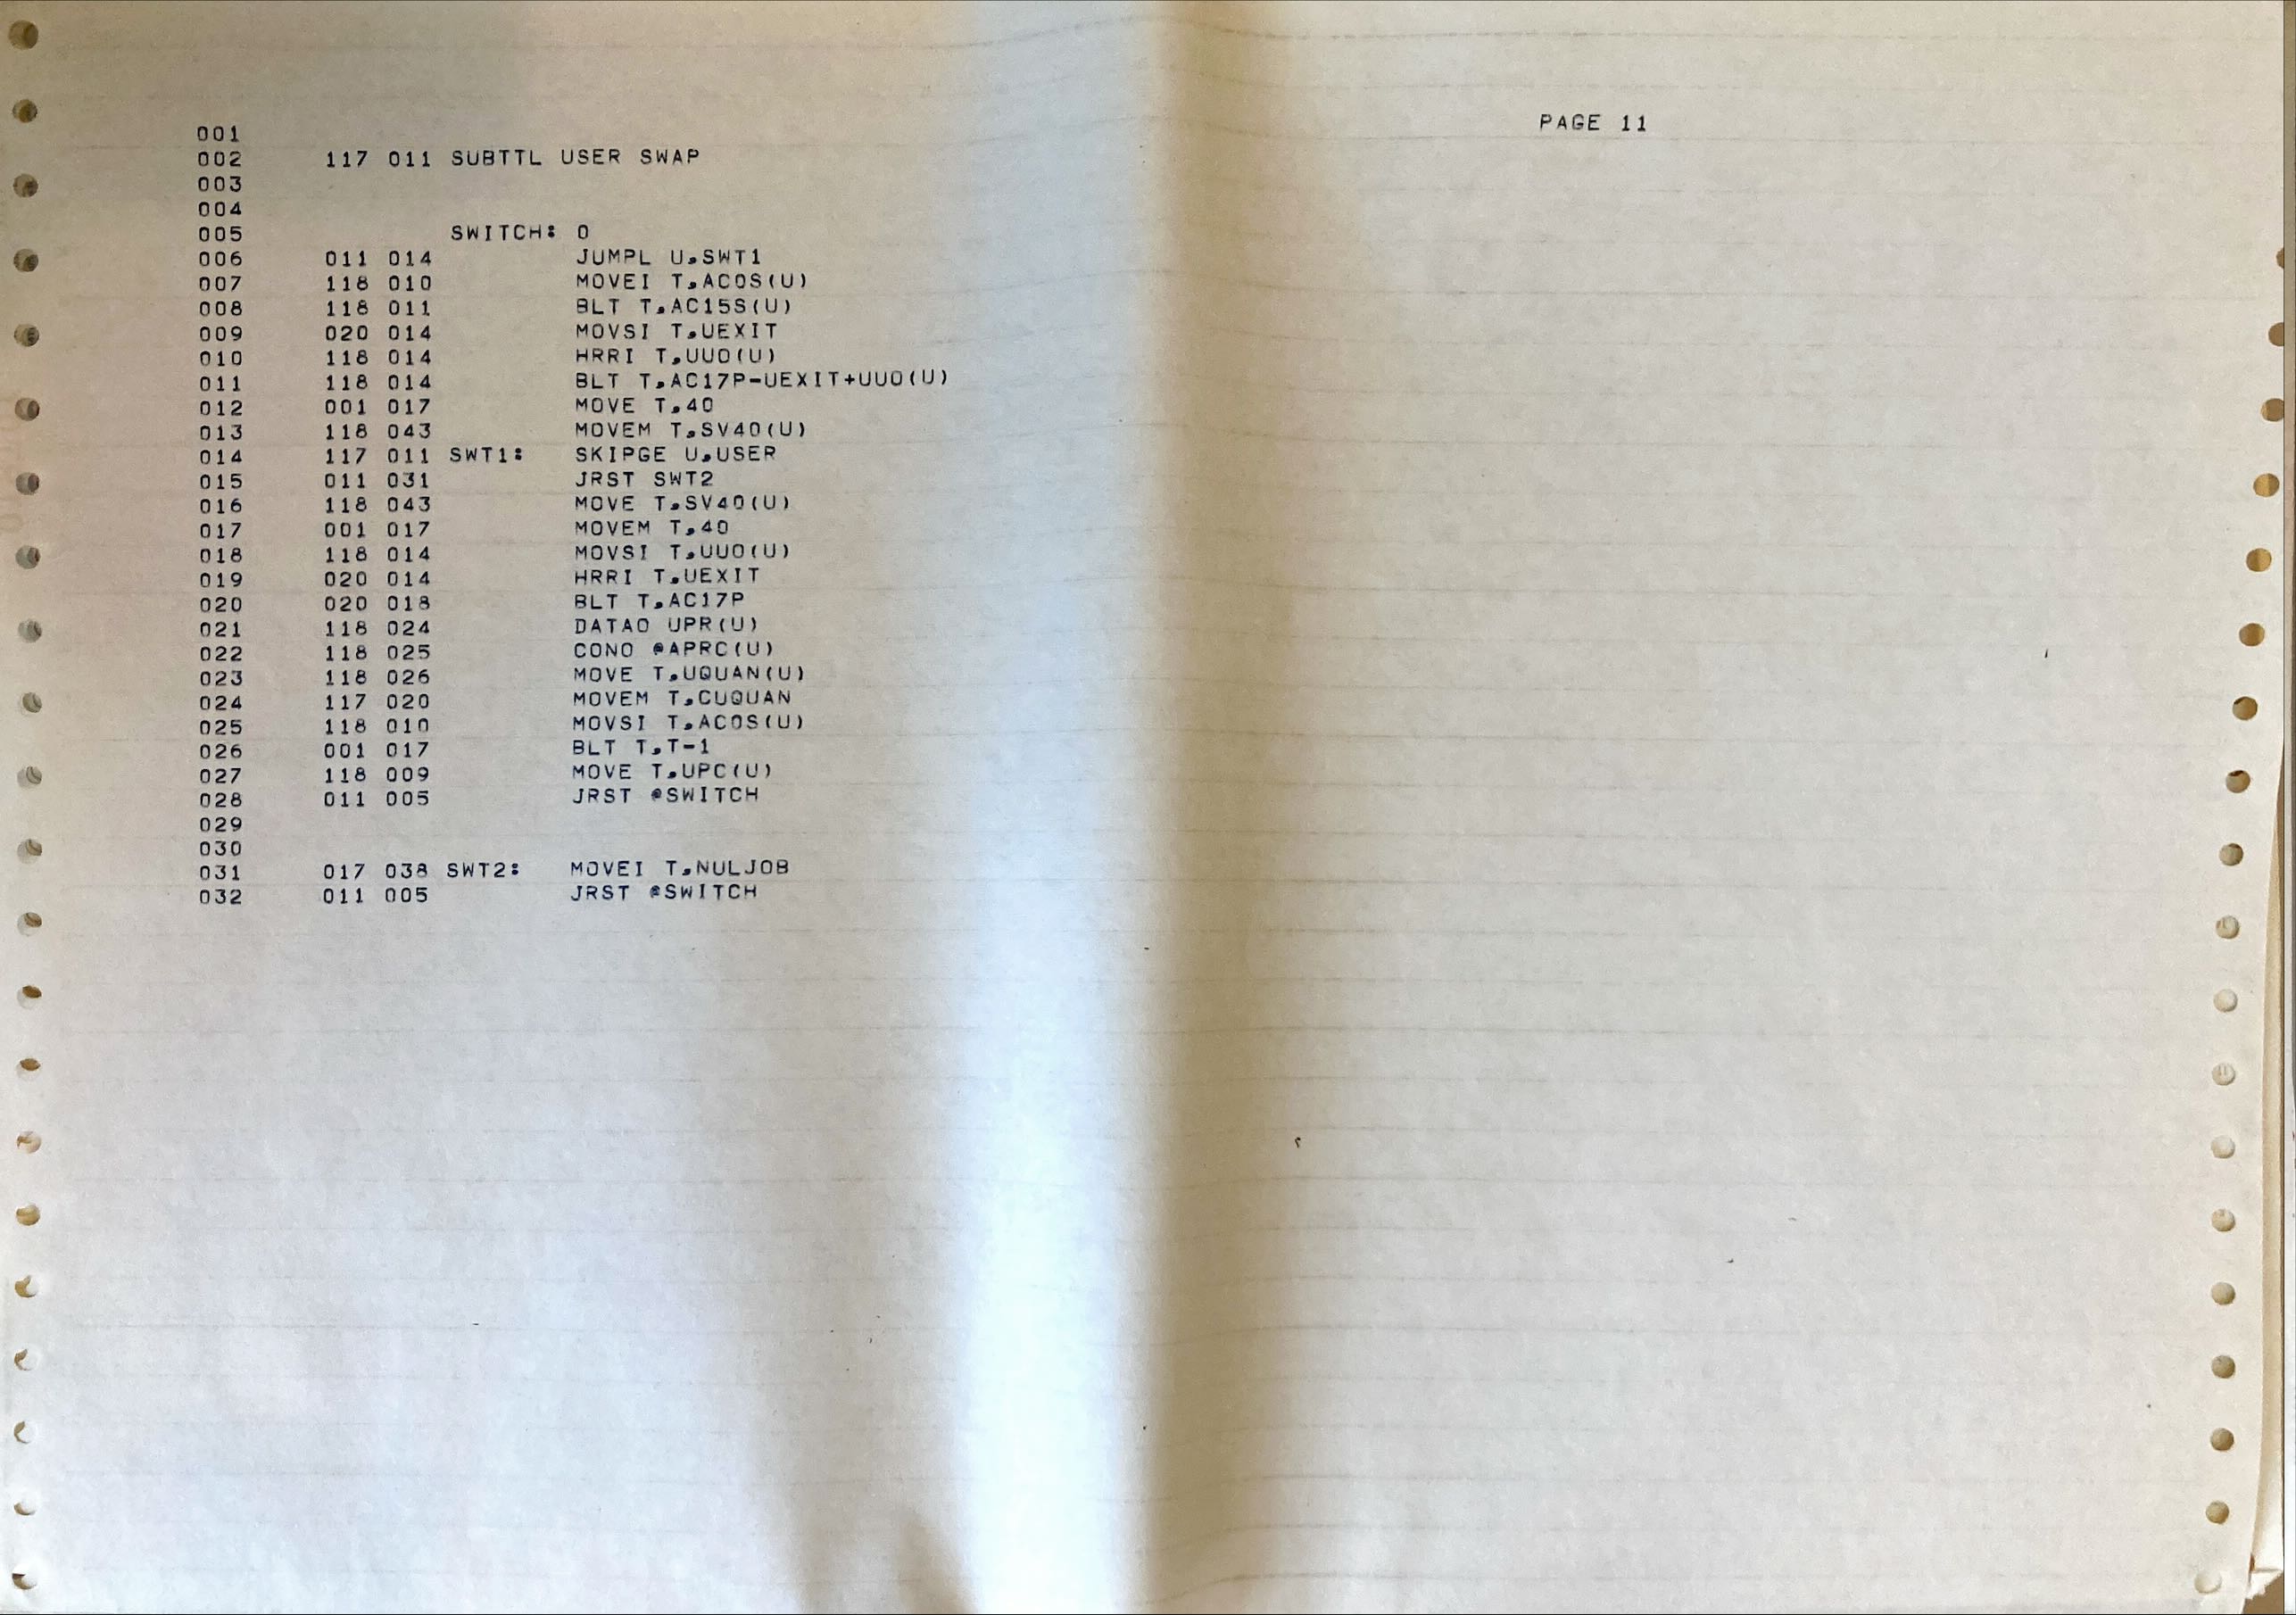 PAGE 11
001
002 117 011 SUBTTL USER SWAP
003
004
005 SWITCH: 0
006 011 014 JUMPL U,SWT1
007 118 010 MOVEI T,AC0S(U)
008 118 011 BLT T,AC15S(U)
009 020 014 MOVSI T,UEXIT
010 118 014 HRRI T,UUO(U)
011 118 014 BLT T,AC17P-UEXIT+UUO(U)
012 001 017 MOVE T,40
013 118 043 MOVEM T,SV40(U)
014 117 011 SWT1: SKIPGE U,USER
015 011 031 JRST SWT2
016 118 043 MOVE T,SV40(U)
017 001 017 MOVEM T,40
018 118 014 MOVSI T,UUO(U)
019 020 014 HRRI T,UEXIT
020 020 018 BLT T,AC17P
021 118 024 DATAO UPR(U)
022 118 025 CONO @APRC(U)
023 118 026 MOVE T,UQUAN(U)
024 117 020 MOVEM T,CUQUAN
025 118 010 MOVSI T,AC0S(U)
026 001 017 BLT T,T-1
027 118 009 MOVE T,UPC(U)
028 011 005 JRST @SWITCH
029
030
031 017 038 SWT2: MOVEI T,NULJOB
032 011 005 JRST @SWITCH